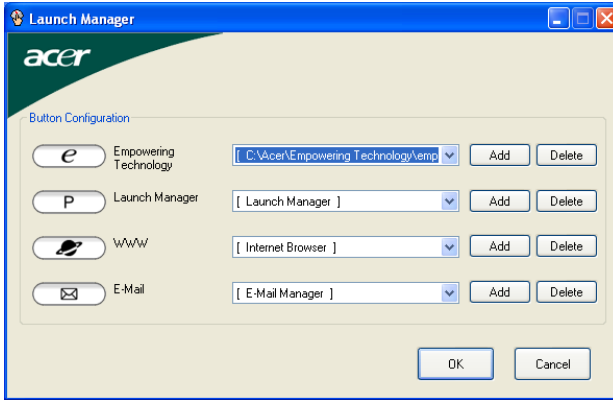 Launch Manager
acer
Button Configuration
e Empowering Technology [ C:\Acer\Empowering Technology\emp Add Delete
P Launch Manager [ Launch Manager ] Add Delete
WWW [ Internet Browser ] Add Delete
E-Mail [ E-Mail Manager ] Add Delete
OK Cancel